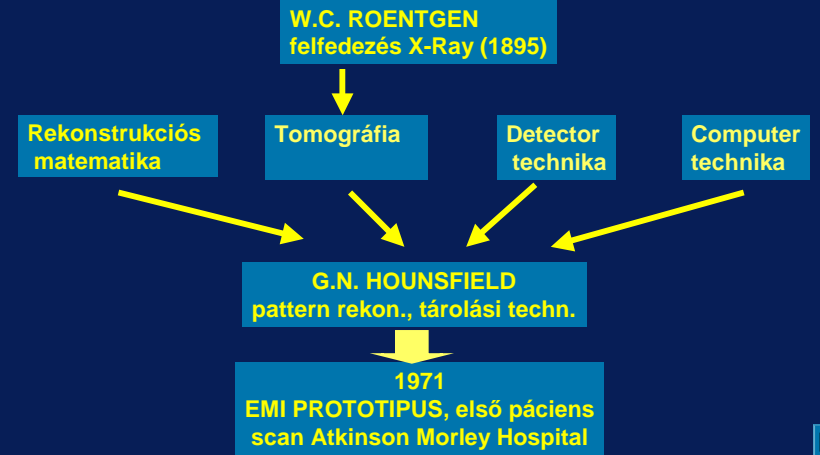 W.C. ROENTGEN
felfedezés X-Ray (1895)
Rekonstrukciós
matematika
Tomográfia
Detector
technika
Computer
technika
G.N. HOUNSFIELD
pattern rekon., tárolási techn.
1971
EMI PROTOTIPUS, első páciens
scan Atkinson Morley Hospital